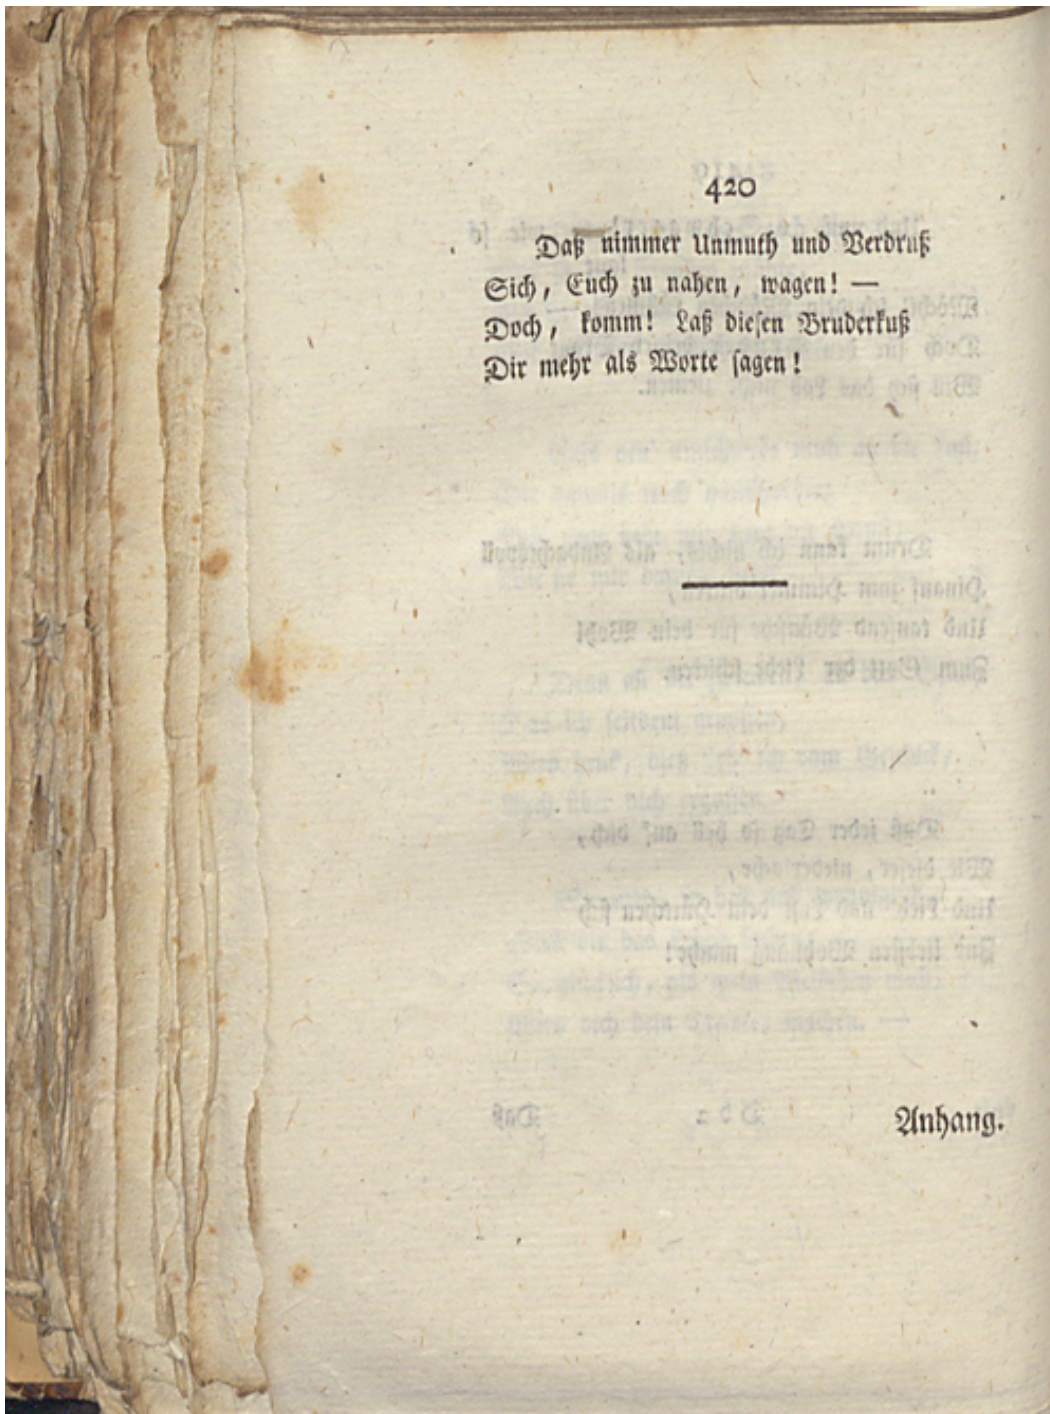 420
Daß nimmer Unmuth und Verdruß
Sich, Euch zu nahen, wagen! —
Doch, komm! Laß diesen Bruderkuß
Dir mehr als Worte sagen!
Anhang.